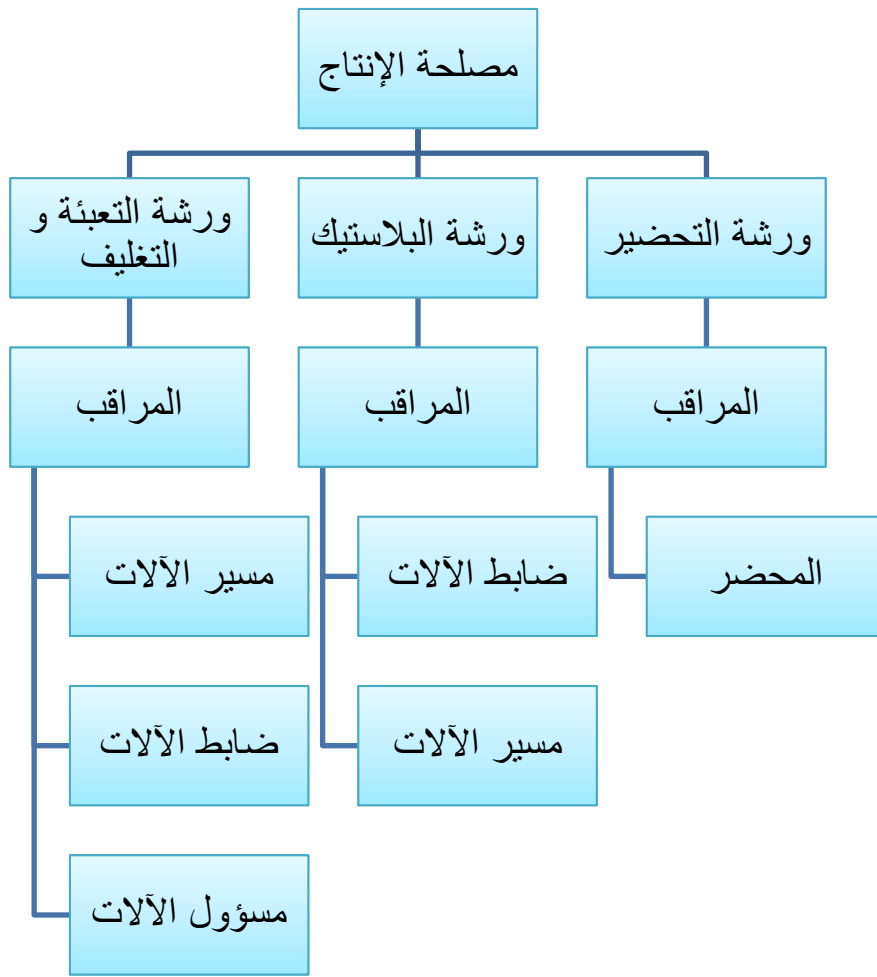 مصلحة الإنتاج
ورشة التحضير
ورشة البلاستيك
ورشة التعبئة و
التغليف
المراقب
المراقب
المراقب
المحضر
ضابط الآلات
مسير الآلات
مسير الآلات
ضابط الآلات
مسؤول الآلات